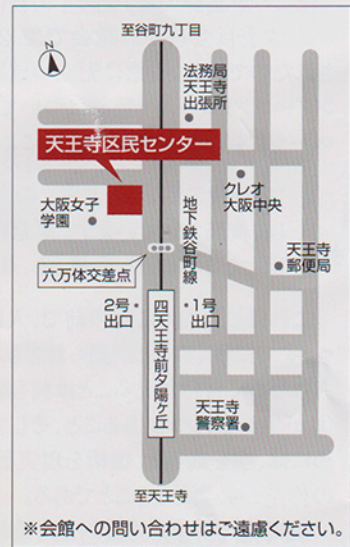 至谷町九丁目
N
法務局
天王寺
出張所
天王寺区民センター
クレオ
大阪中央
大阪女子
学園
地下鉄谷町線
天王寺
郵便局
六万体交差点
2号
出口
1号
出口
四天王寺前夕陽ヶ丘
天王寺
警察署
至天王寺
※会館への問い合わせはご遠慮ください。